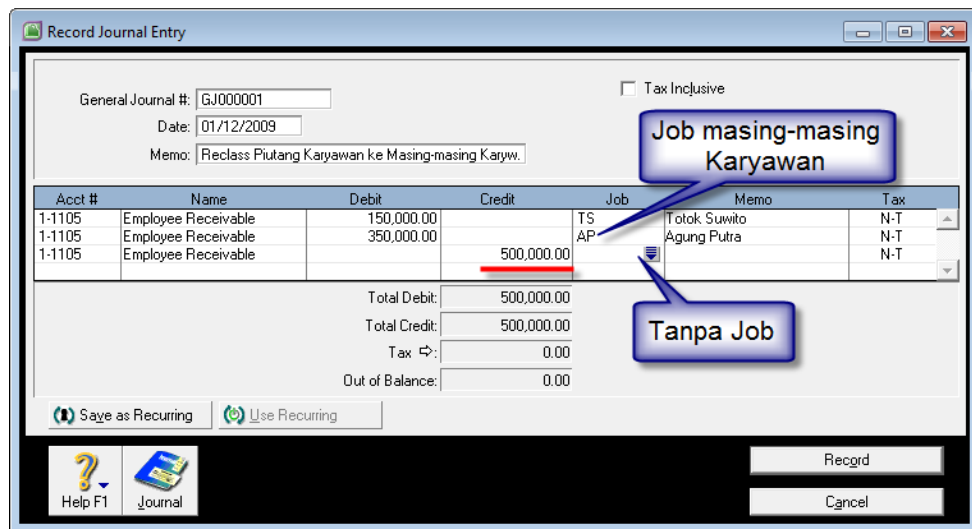 Record Journal Entry
General Journal #: GJ000001
Tax Inclusive
Date: 01/12/2009
Memo: Reclass Piutang Karyawan ke Masing-masing Karyw.
Job masing-masing
Karyawan
Acct # Name Debit Credit Job Memo Tax
1-1105 Employee Receivable 150,000.00 TS Totok Suwito N-T
1-1105 Employee Receivable 350,000.00 AP Agung Putra N-T
1-1105 Employee Receivable 500,000.00 N-T
Total Debit: 500,000.00
Total Credit: 500,000.00
Tax ⇨: 0.00
Out of Balance: 0.00
Tanpa Job
Save as Recurring Use Recurring
Help F1 Journal
Record
Cancel